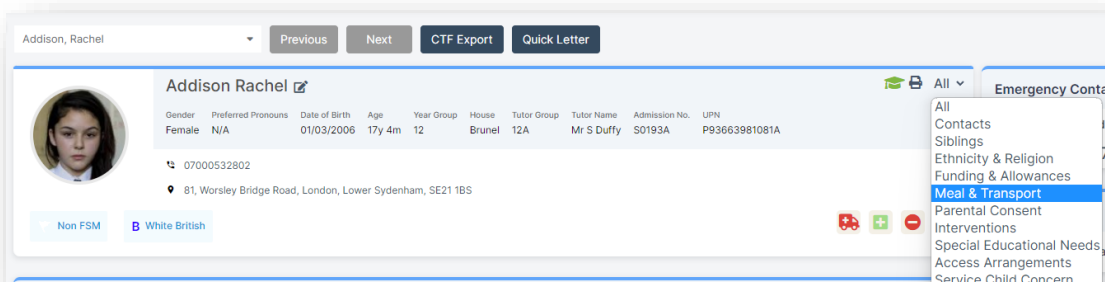 Addison, Rachel
Previous
Next
CTF Export
Quick Letter
Addison Rachel
All
Gender Preferred Pronouns Date of Birth Age Year Group House Tutor Group Tutor Name Admission No. UPN
Female N/A 01/03/2006 17y 4m 12 Brunel 12A Mr S Duffy S0193A P93663981081A
07000532802
81, Worsley Bridge Road, London, Lower Sydenham, SE21 1BS
Non FSM
B White British
Emergency Conta
All
Contacts
Siblings
Ethnicity & Religion
Funding & Allowances
Meal & Transport
Parental Consent
Interventions
Special Educational Needs
Access Arrangements
Service Child Concern